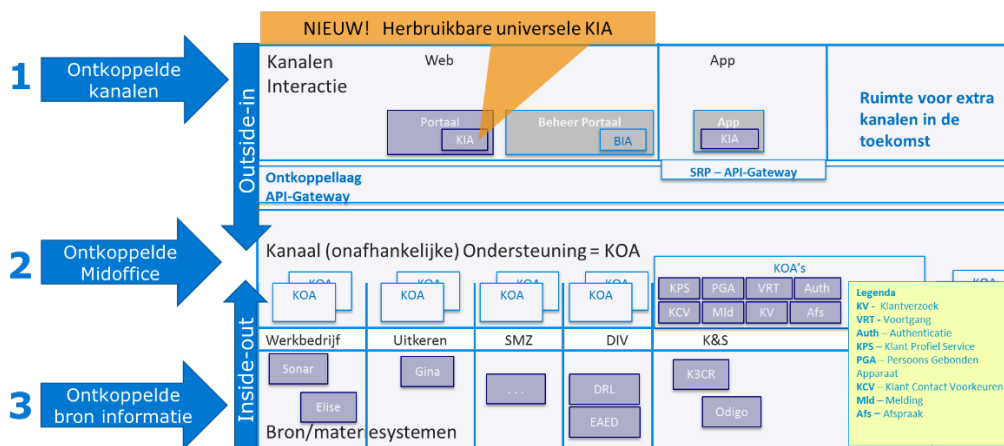 NIEUW! Herbruikbare universele KIA
1
Ontkoppelde
kanalen
Outside-in
Kanalen
Interactie
Web
App
Portaal
KIA
Beheer Portaal
BIA
App
KIA
Ruimte voor extra
kanalen in de
toekomst
SRP – API-Gateway
Ontkoppellaag
API-Gateway
2
Ontkoppelde
Midoffice
Kanaal (onafhankelijke) Ondersteuning = KOA
KOA
KOA
KOA
KOA
KOA
KOA
KOA
KOA
KOA's
KPS
PGA
VRT
Auth
KCV
Mld
KV
Afs
KOA
Legenda
KV - Klantverzoek
VRT - Voortgang
Auth – Authenticatie
KPS – Klant Profiel Service
PGA – Persoons Gebonden
Apparaat
KCV – Klant Contact Voorkeuren
Mld – Melding
Afs – Afspraak
Inside-out
Werkbedrijf
Uitkeren
SMZ
DIV
K&S
3
Ontkoppelde
bron informatie
Sonar
Elise
Gina
. . .
DRL
EAED
K3CR
Odigo
Bron/materiesystemen